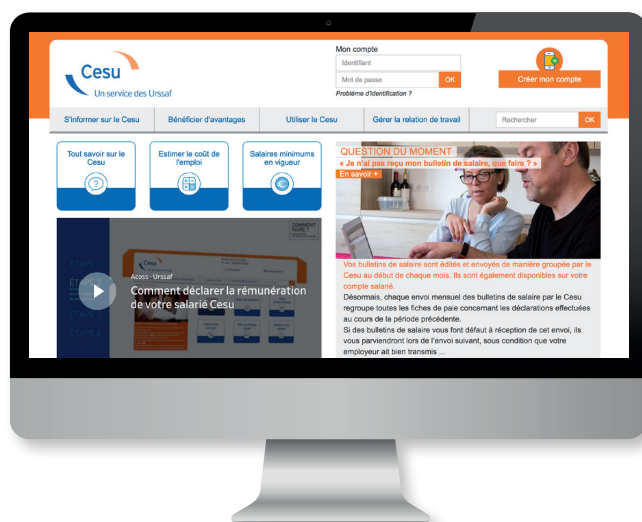 Cesu
Un service des Urssaf
Mon compte
Identifiant
Mot de passe
OK
Problème d'identification ?
Créer mon compte
S'informer sur le Cesu
Bénéficier d'avantages
Utiliser le Cesu
Gérer la relation de travail
Rechercher
OK
Tout savoir sur le
Cesu
Estimer le coût de
l'emploi
Salaires minimums
en vigueur
QUESTION DU MOMENT
« Je n'ai pas reçu mon bulletin de salaire, que faire ? »
En savoir +
COMMENT
FAIRE ?
ÉTAPE 1
ÉTAPE
ÉTAPE 4
Acoss - Urssaf
Comment déclarer la rémunération
de votre salarié Cesu
Vos bulletins de salaire sont édités et envoyés de manière groupée par le
Cesu au début de chaque mois. Ils sont également disponibles sur votre
compte salarié.
Désormais, chaque envoi mensuel des bulletins de salaire par le Cesu
regroupe toutes les fiches de paie concernant les déclarations effectuées
au cours de la période précédente.
Si des bulletins de salaire vous font défaut à réception de cet envoi, ils
vous parviendront lors de l'envoi suivant, sous condition que votre
employeur ait bien transmis ...